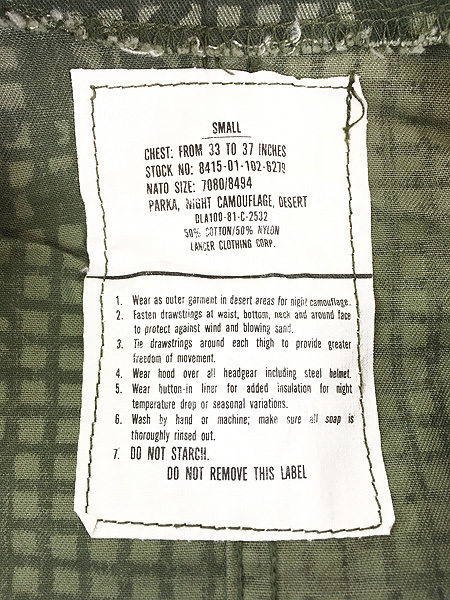 SMALL
CHEST: FROM 33 TO 37 INCHES
STOCK NO: 8415-01-102-6279
NATO SIZE: 7080/8494
PARKA, NIGHT CAMOUFLAGE, DESERT
DLA100-81-C-2532
50% COTTON/50% NYLON
LANCER CLOTHING CORP.
1. Wear as outer garment in desert areas for night camouflage.
2. Fasten drawstrings at waist, bottom, neck and around face
to protect against wind and blowing sand.
3. Tie drawstrings around each thigh to provide greater
freedom of movement.
4. Wear hood over all headgear including steel helmet.
5. Wear button-in liner for added insulation for night
temperature drop or seasonal variations.
6. Wash by hand or machine; make sure all soap is
thoroughly rinsed out.
7. DO NOT STARCH.
DO NOT REMOVE THIS LABEL